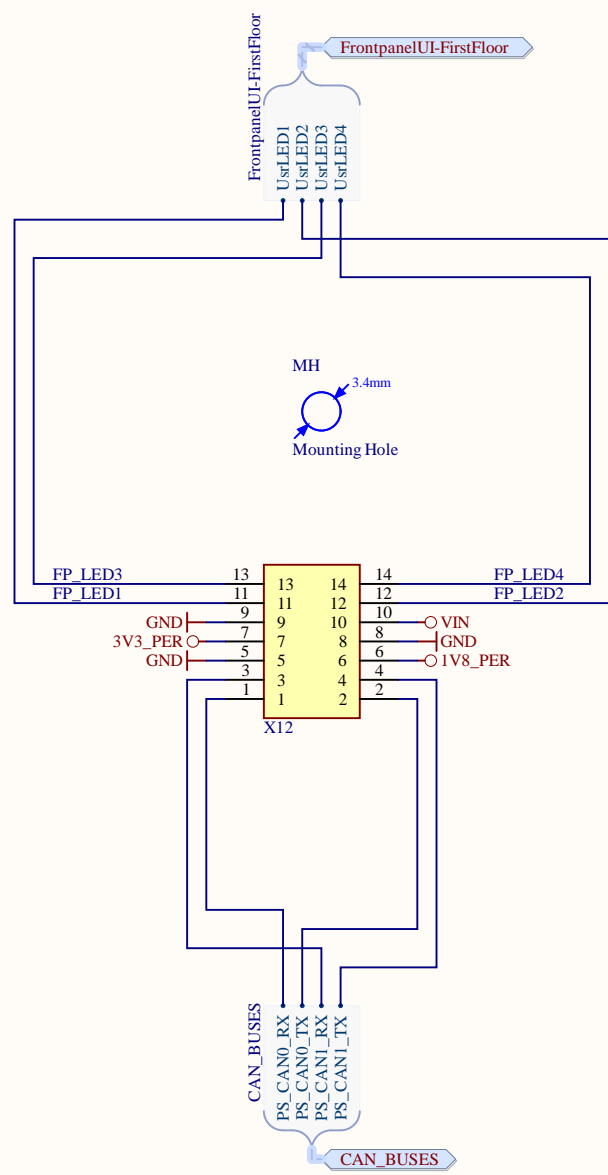 FrontpanelUI-FirstFloor
FrontpanelUI-FirstFloor
UsrLED1
UsrLED2
UsrLED3
UsrLED4
MH
3.4mm
Mounting Hole
FP_LED3 13 13 14 14 FP_LED4
FP_LED1 11 11 12 12 FP_LED2
GND 9 9 10 10 VIN
3V3_PER 7 7 8 8 GND
GND 5 5 6 6 1V8_PER
3 3 4 4
1 1 2 2
X12
CAN_BUSES
PS_CAN0_RX
PS_CAN0_TX
PS_CAN1_RX
PS_CAN1_TX
CAN_BUSES